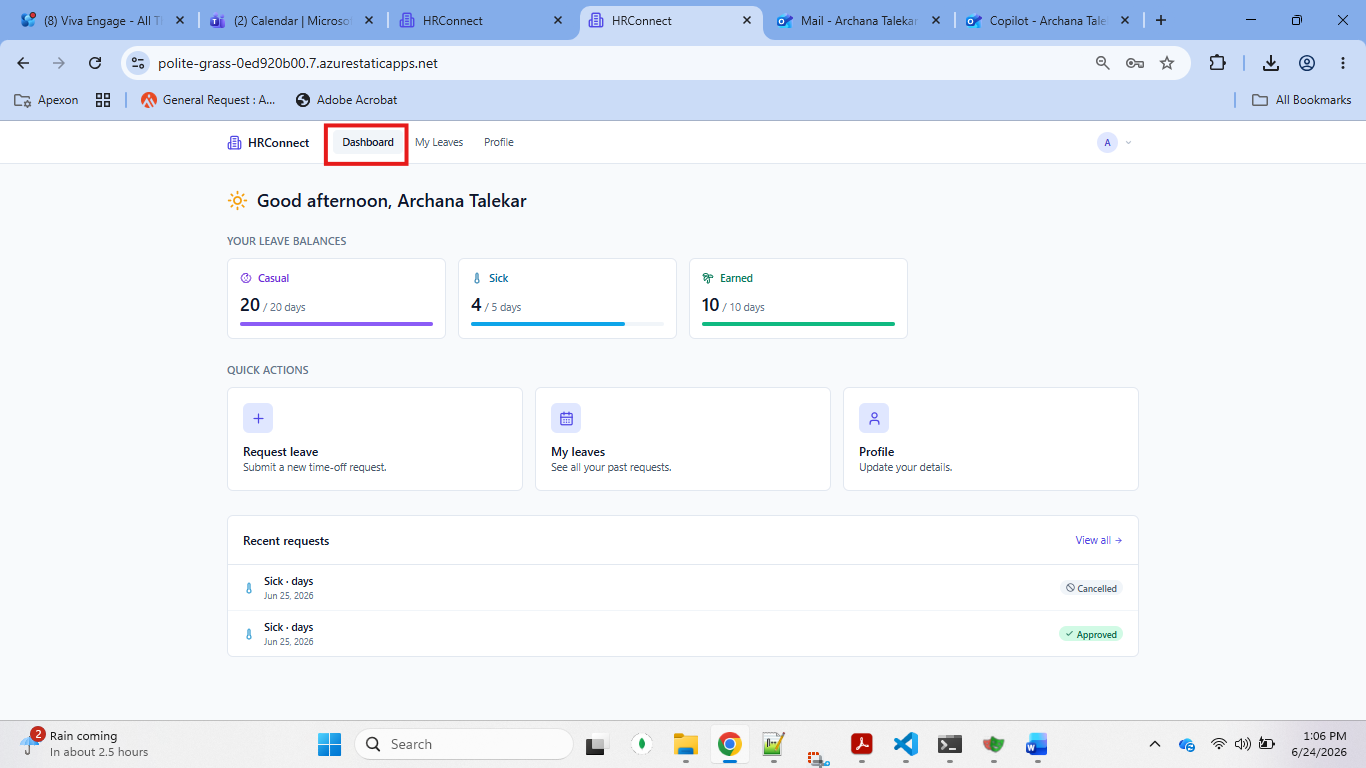 (8) Viva Engage - All Th
(2) Calendar | Microso
HRConnect
HRConnect
Mail - Archana Talekar
Copilot - Archana Tale
polite-grass-0ed920b00.7.azurestaticapps.net
Apexon
General Request : A...
Adobe Acrobat
All Bookmarks
HRConnect
Dashboard
My Leaves
Profile
A
Good afternoon, Archana Talekar
YOUR LEAVE BALANCES
Casual
20 / 20 days
Sick
4 / 5 days
Earned
10 / 10 days
QUICK ACTIONS
Request leave
Submit a new time-off request.
My leaves
See all your past requests.
Profile
Update your details.
Recent requests
View all →
Sick · days
Jun 25, 2026
Cancelled
Sick · days
Jun 25, 2026
Approved
2
Rain coming
In about 2.5 hours
Search
1:06 PM
6/24/2026